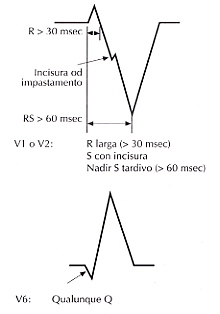 R > 30 msec
Incisura od
impastamento
RS > 60 msec
V1 o V2: R larga (> 30 msec)
S con incisura
Nadir S tardivo (> 60 msec)
V6: Qualunque Q